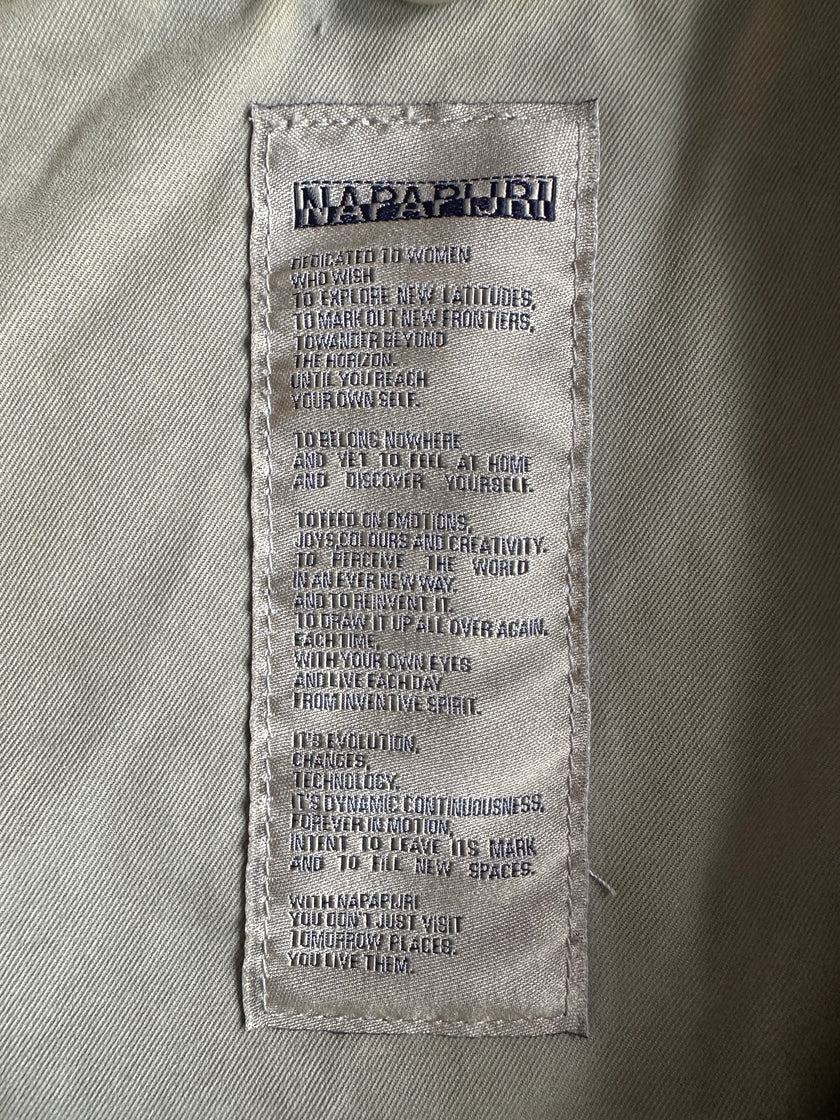 NAPAPIJRI
DEDICATED TO WOMEN
WHO WISH
TO EXPLORE NEW LATITUDES,
TO MARK OUT NEW FRONTIERS,
TO WANDER BEYOND
THE HORIZON.
UNTIL YOU REACH
YOUR OWN SELF.
TO BELONG NOWHERE
AND YET TO FEEL AT HOME
AND DISCOVER YOURSELF.
TO FEED ON EMOTIONS,
JOYS, COLOURS AND CREATIVITY.
TO PERCEIVE THE WORLD
IN AN EVER NEW WAY.
AND TO REINVENT IT.
TO DRAW IT UP ALL OVER AGAIN.
EACH TIME,
WITH YOUR OWN EYES
AND LIVE EACH DAY
FROM INVENTIVE SPIRIT.
IT'S EVOLUTION,
CHANGES,
TECHNOLOGY.
IT'S DYNAMIC CONTINUOUSNESS.
FOREVER IN MOTION,
INTENT TO LEAVE ITS MARK
AND TO FILL NEW SPACES.
WITH NAPAPIJRI
YOU DON'T JUST VISIT
TOMORROW PLACES.
YOU LIVE THEM.